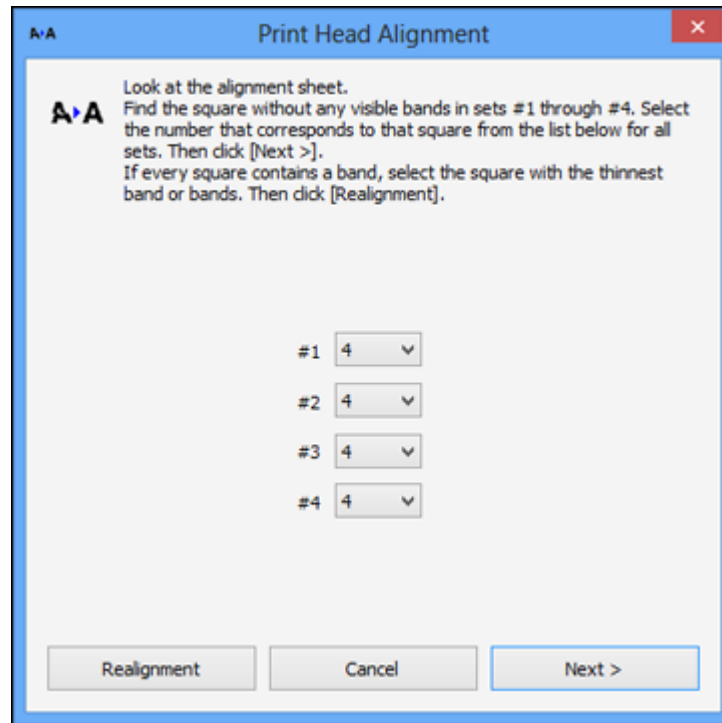 A▸A Print Head Alignment
A▸A
Look at the alignment sheet.
Find the square without any visible bands in sets #1 through #4. Select
the number that corresponds to that square from the list below for all
sets. Then click [Next >].
If every square contains a band, select the square with the thinnest
band or bands. Then click [Realignment].
#1 4
#2 4
#3 4
#4 4
Realignment Cancel Next >